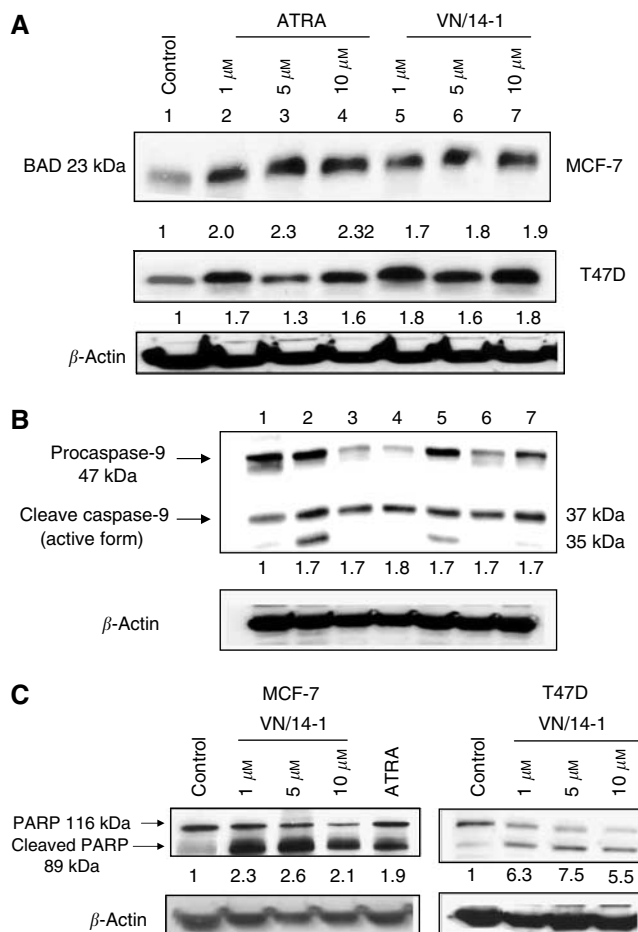 A
ATRA
VN/14-1
Control
1 μM
5 μM
10 μM
1 μM
5 μM
10 μM
1 2 3 4 5 6 7
BAD 23 kDa
MCF-7
1 2.0 2.3 2.32 1.7 1.8 1.9
T47D
1 1.7 1.3 1.6 1.8 1.6 1.8
β-Actin
B
1 2 3 4 5 6 7
Procaspase-9
47 kDa
Cleave caspase-9
(active form)
37 kDa
35 kDa
1 1.7 1.7 1.8 1.7 1.7 1.7
β-Actin
C
MCF-7
VN/14-1
Control
1 μM
5 μM
10 μM
ATRA
T47D
VN/14-1
Control
1 μM
5 μM
10 μM
PARP 116 kDa
Cleaved PARP
89 kDa
1 2.3 2.6 2.1 1.9
1 6.3 7.5 5.5
β-Actin